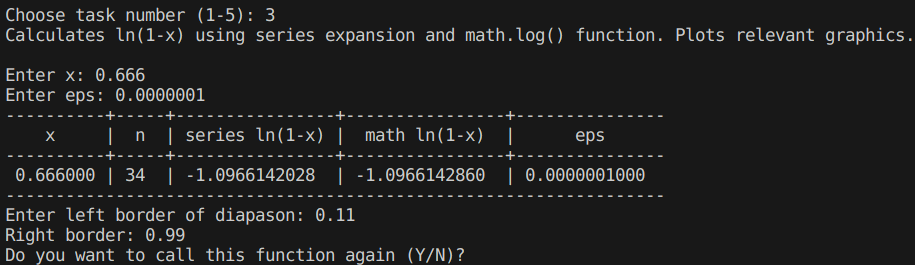 Choose task number (1-5): 3
Calculates ln(1-x) using series expansion and math.log() function. Plots relevant graphics.
Enter x: 0.666
Enter eps: 0.0000001
----------+-----+----------------+----------------+---------------
x | n | series ln(1-x) | math ln(1-x) | eps
----------+-----+----------------+----------------+---------------
0.666000 | 34 | -1.0966142028 | -1.0966142860 | 0.0000001000
------------------------------------------------------------------
Enter left border of diapason: 0.11
Right border: 0.99
Do you want to call this function again (Y/N)?